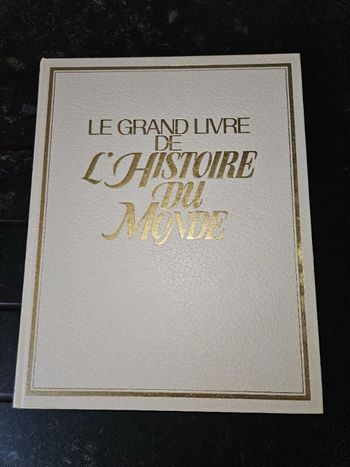 LE GRAND LIVRE
DE
L'HISTOIRE
DU
MONDE